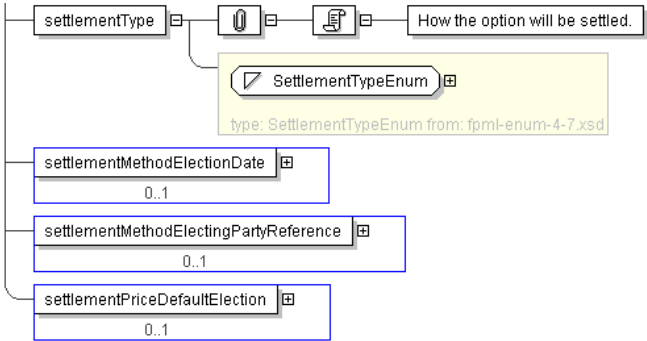 settlementType
How the option will be settled.
SettlementTypeEnum
type: SettlementTypeEnum from: fpml-enum-4-7.xsd
settlementMethodElectionDate
0..1
settlementMethodElectingPartyReference
0..1
settlementPriceDefaultElection
0..1